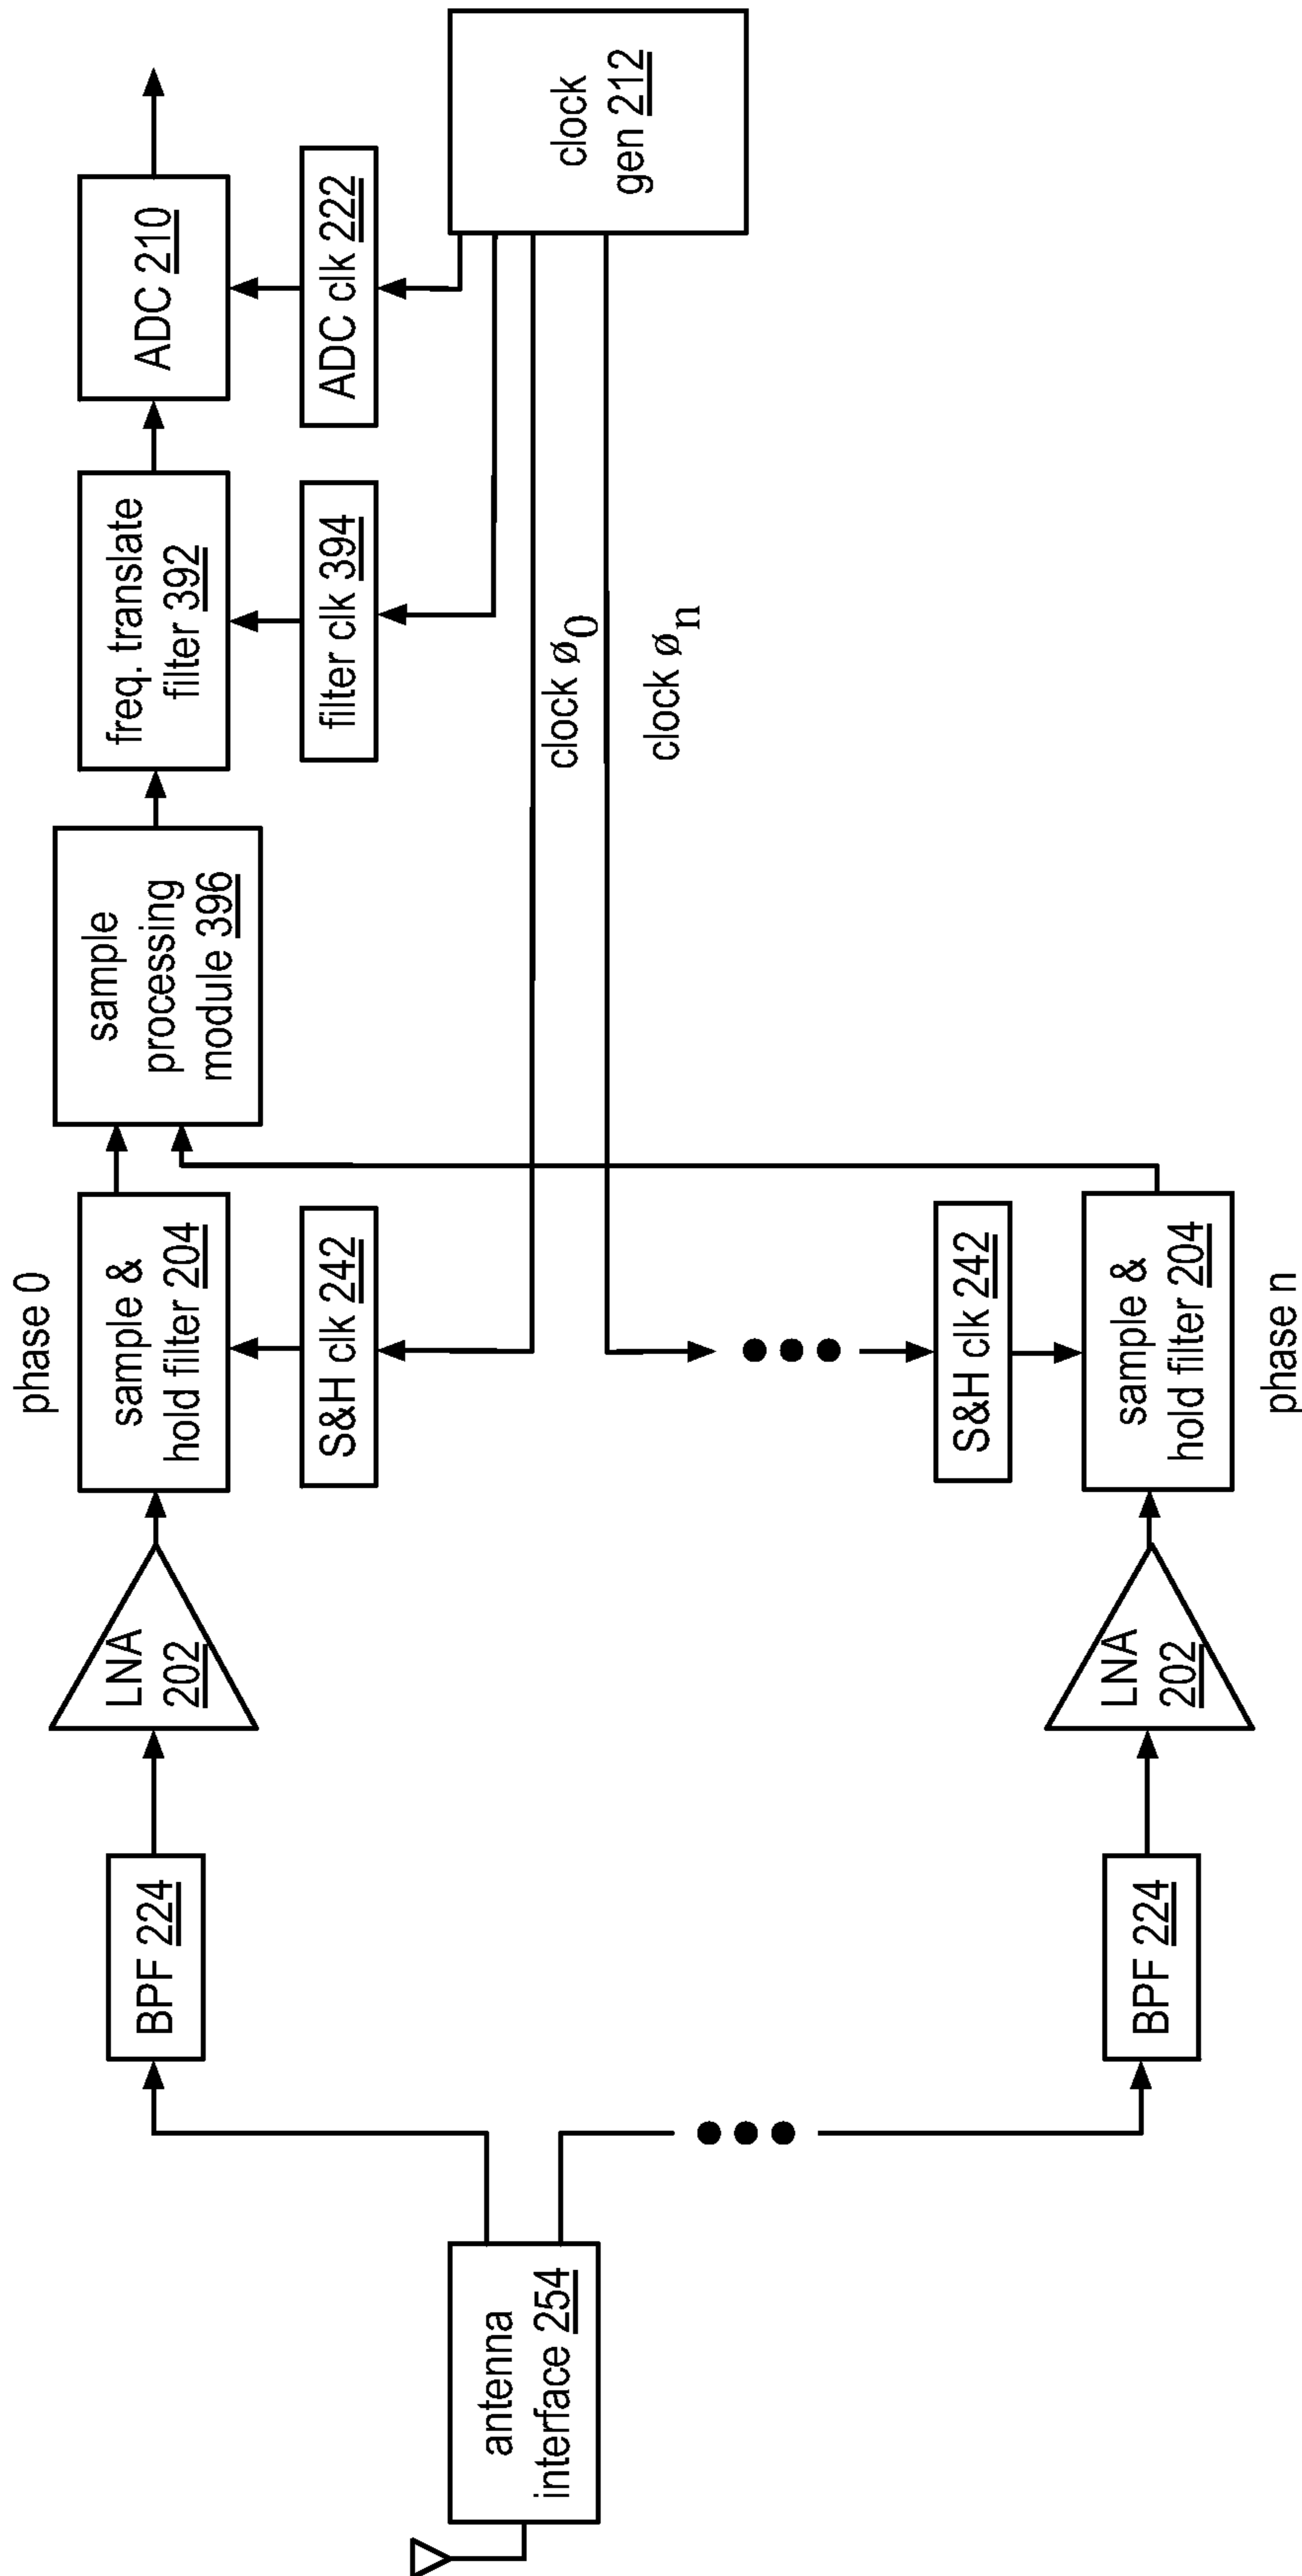 phase 0
antenna
interface 254
BPF 224
LNA
202
sample &
hold filter 204
S&H clk 242
sample
processing
module 396
freq. translate
filter 392
filter clk 394
ADC 210
ADC clk 222
clock
gen 212
clock ø0
clock øn
BPF 224
LNA
202
S&H clk 242
sample &
hold filter 204
phase n